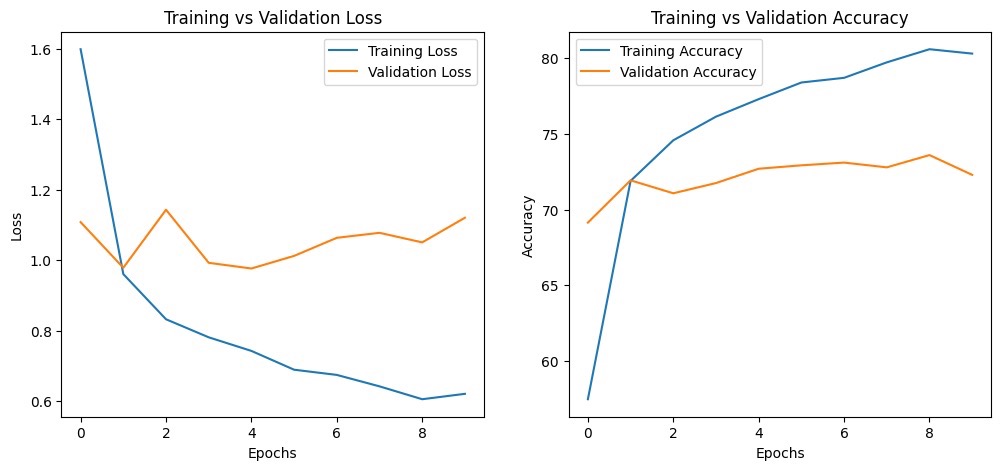 Training vs Validation Loss
Training Loss
Validation Loss
1.6
1.4
1.2
1.0
0.8
0.6
Loss
0 2 4 6 8
Epochs
Training vs Validation Accuracy
Training Accuracy
Validation Accuracy
80
75
70
65
60
Accuracy
0 2 4 6 8
Epochs